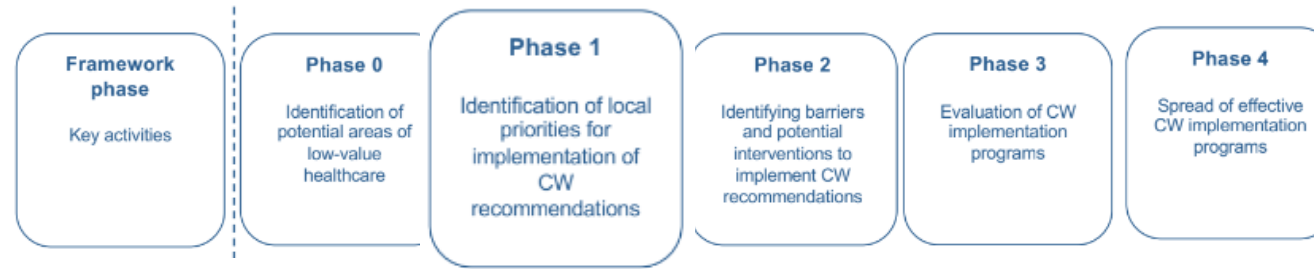 Framework
phase
Key activities
Phase 0
Identification of
potential areas of
low-value
healthcare
Phase 1
Identification of local
priorities for
implementation of
CW
recommendations
Phase 2
Identifying barriers
and potential
interventions to
implement CW
recommendations
Phase 3
Evaluation of CW
implementation
programs
Phase 4
Spread of effective
CW implementation
programs